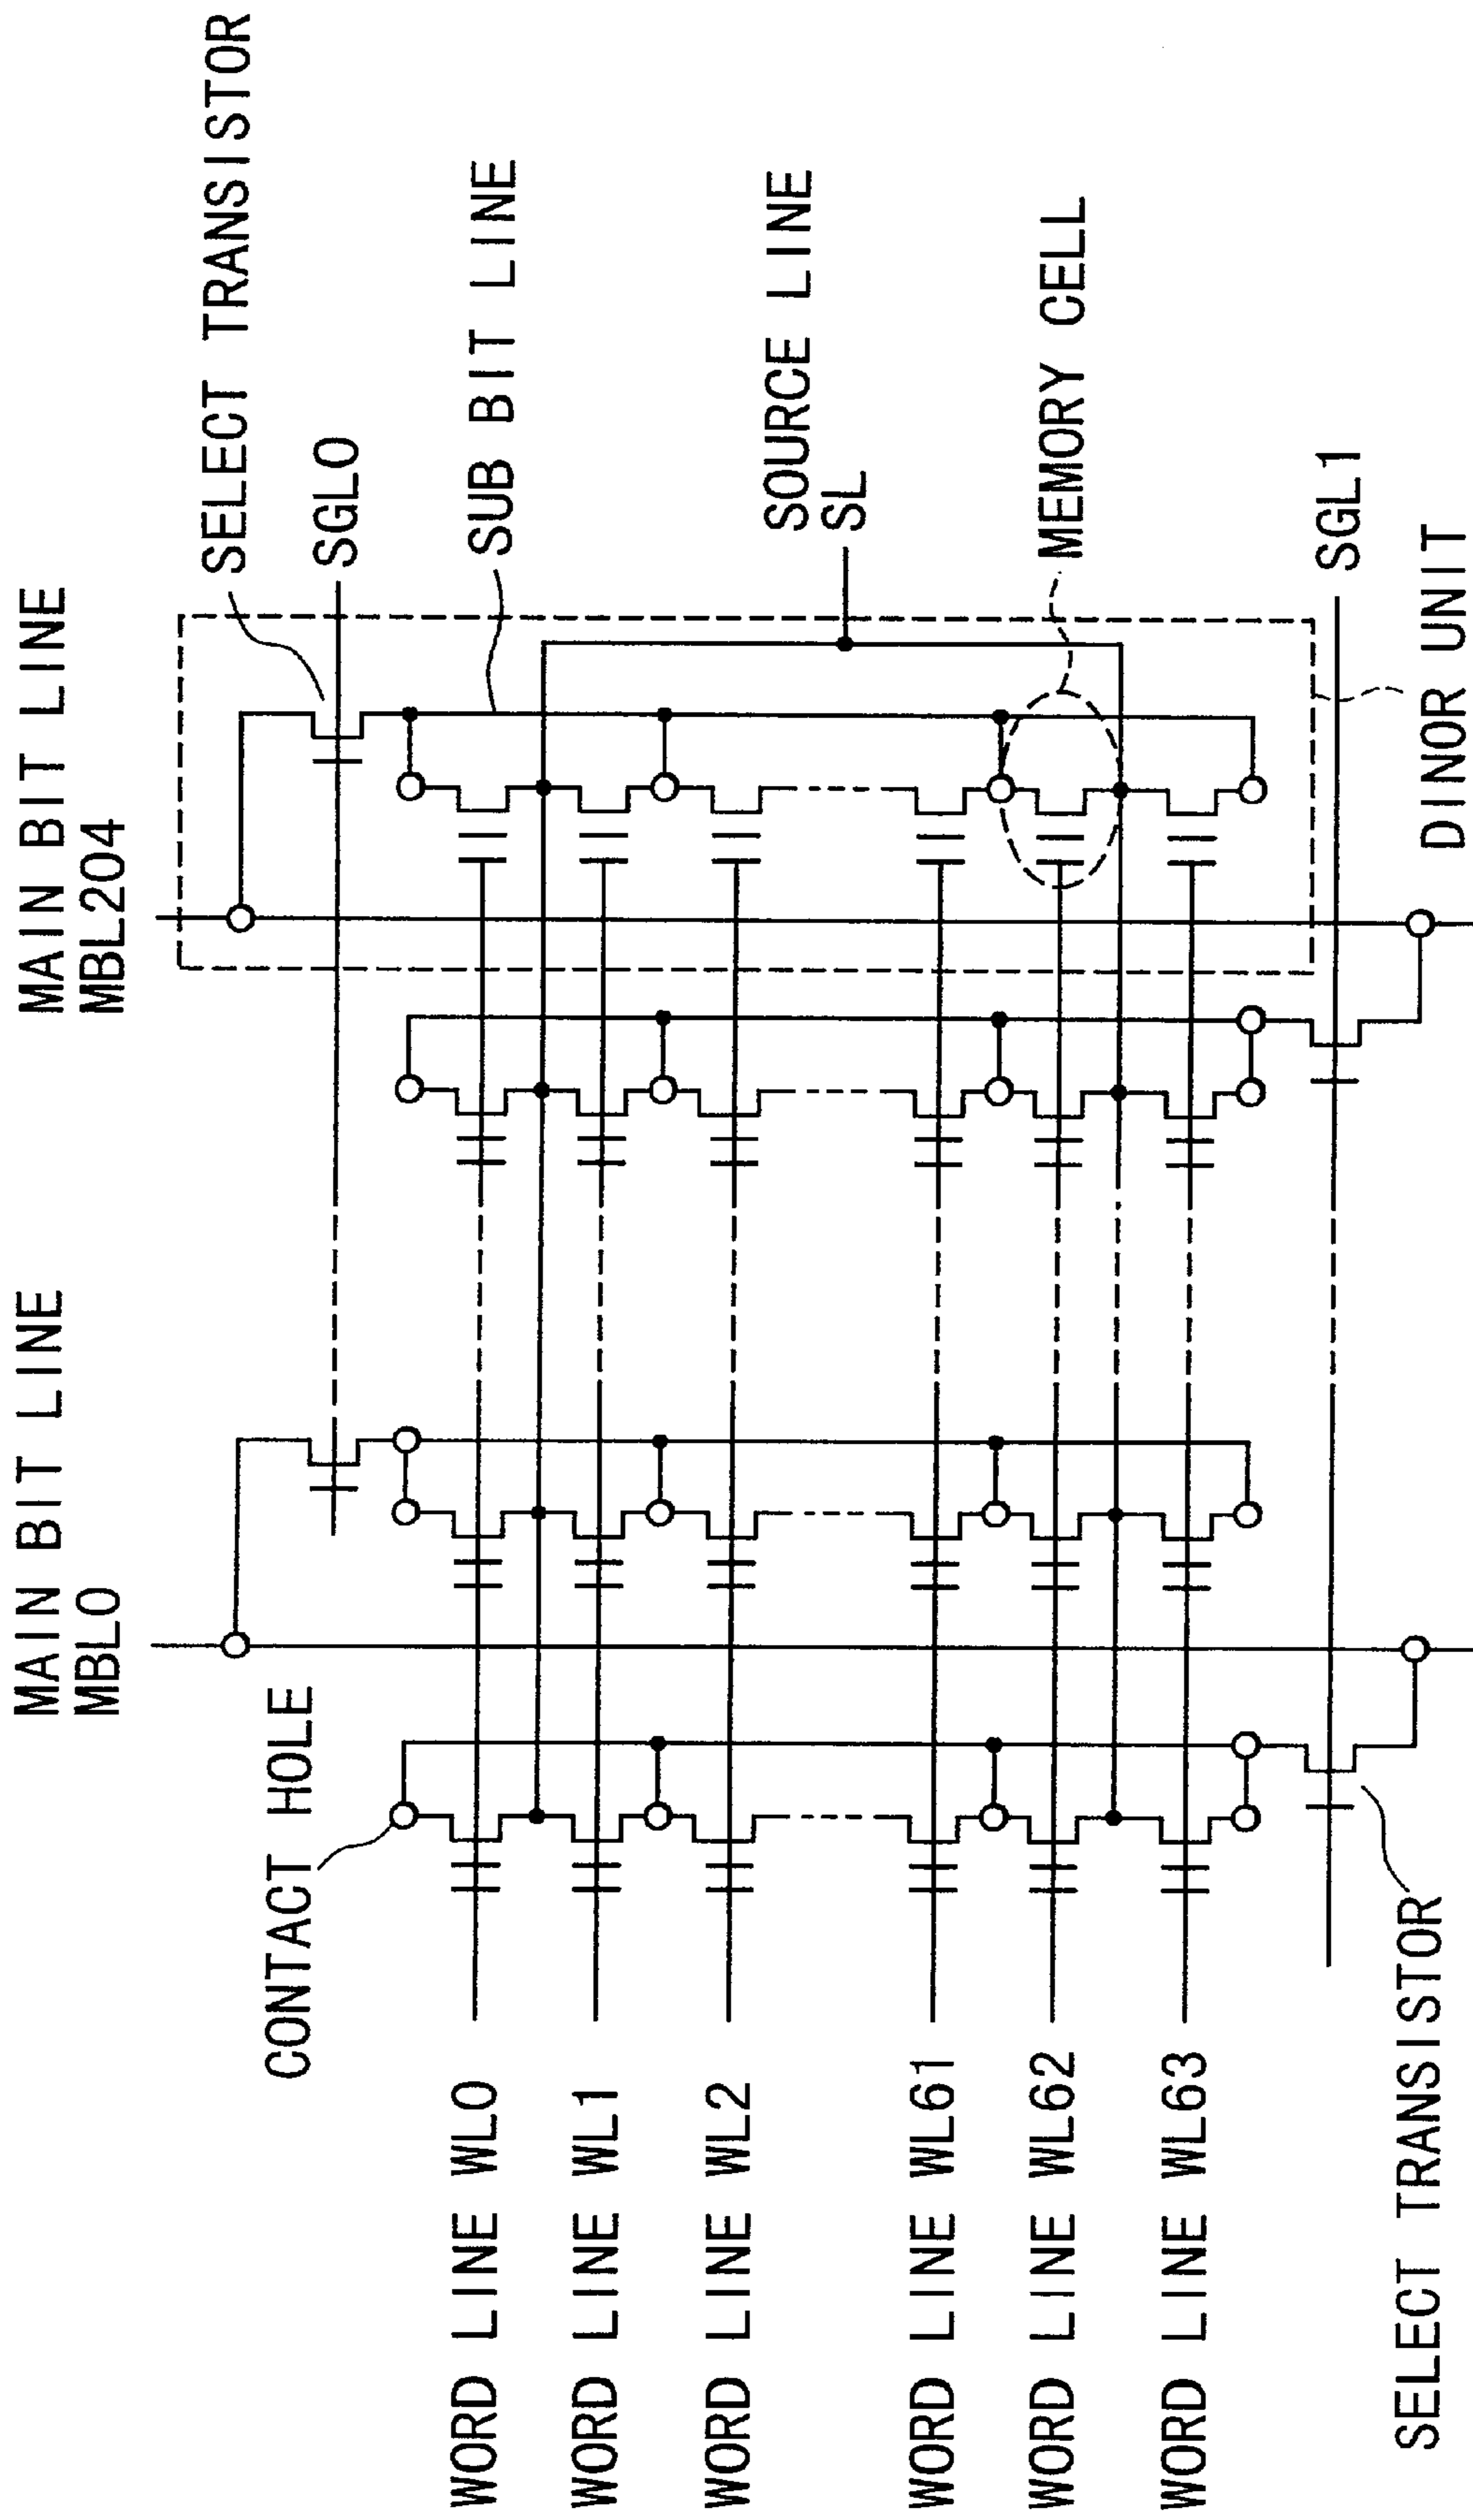 MAIN BIT LINE
MBL0
MAIN BIT LINE
MBL204
SELECT TRANSISTOR
CONTACT HOLE
SGL0
WORD LINE WL0
SUB BIT LINE
WORD LINE WL1
WORD LINE WL2
SOURCE LINE
SL
WORD LINE WL61
WORD LINE WL62
MEMORY CELL
WORD LINE WL63
SGL1
SELECT TRANSISTOR
DINOR UNIT